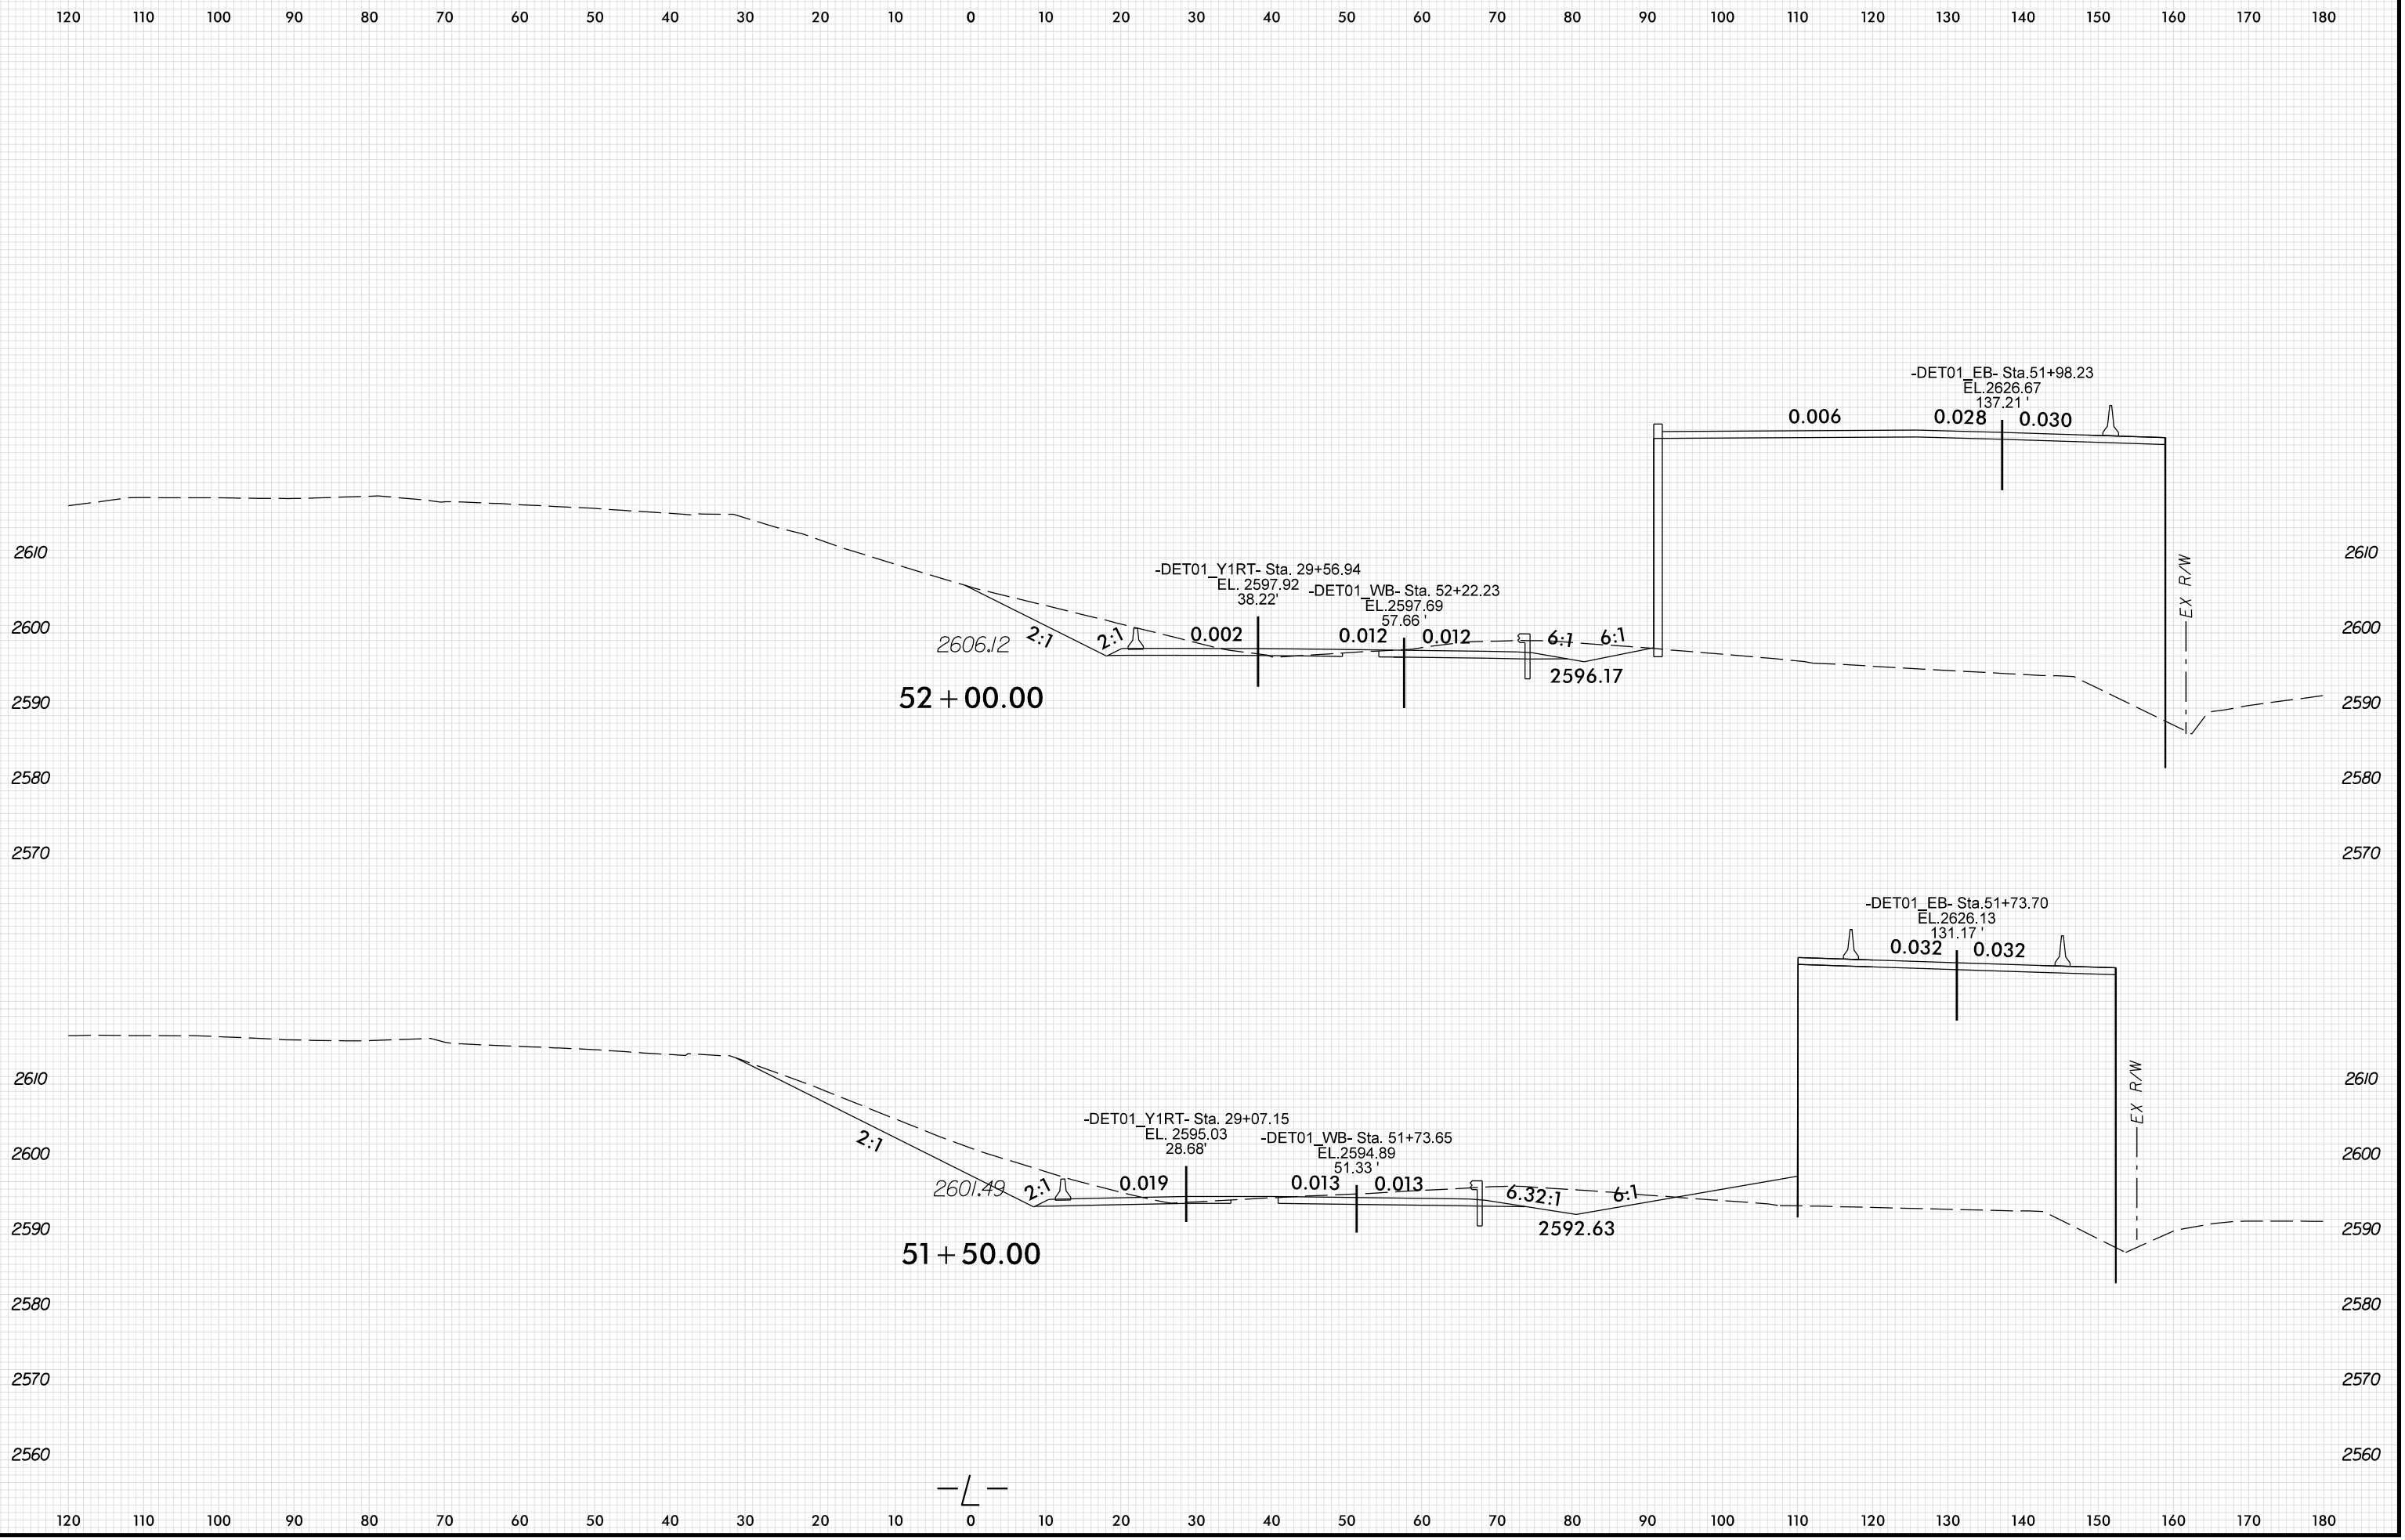 120 110 100 90 80 70 60 50 40 30 20 10 0 10 20 30 40 50 60 70 80 90 100 110 120 130 140 150 160 170 180
-DET01_EB- Sta.51+98.23
EL.2626.67
137.21 '
0.006 0.028 0.030
2610 2610
EX R/W
-DET01_Y1RT- Sta. 29+56.94
EL. 2597.92
38.22'
-DET01_WB- Sta. 52+22.23
EL.2597.69
57.66 '
2600 2600
2606.12 2:1 2:1 0.002 0.012 0.012 6:1 6:1
2596.17
52+00.00
2590 2590
2580 2580
2570 2570
-DET01_EB- Sta.51+73.70
EL.2626.13
131.17 '
0.032 0.032
2610 2610
EX R/W
-DET01_Y1RT- Sta. 29+07.15
EL. 2595.03
28.68'
-DET01_WB- Sta. 51+73.65
EL.2594.89
51.33 '
2:1
2600 2600
2601.49 2:1 0.019 0.013 0.013 6.32:1 6:1
2592.63
2590 2590
51+50.00
2580 2580
2570 2570
2560 2560
-L-
120 110 100 90 80 70 60 50 40 30 20 10 0 10 20 30 40 50 60 70 80 90 100 110 120 130 140 150 160 170 180